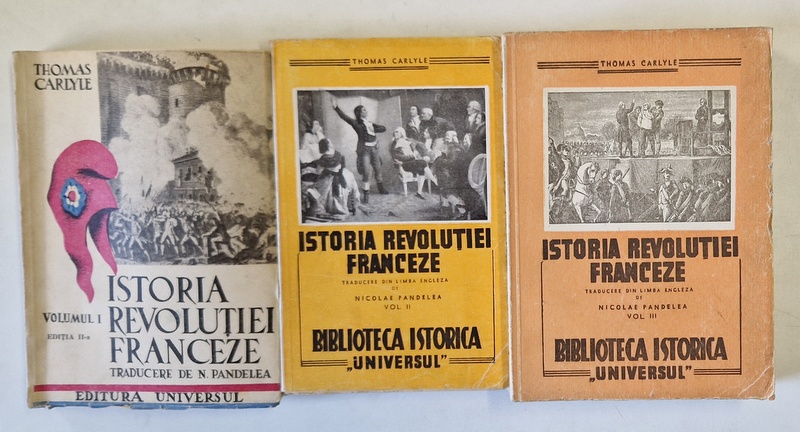 THOMAS
CARLYLE
VOLUMUL I
EDIȚIA II-a
ISTORIA
REVOLUȚIEI
FRANCEZE
TRADUCERE DE N. PANDELEA
EDITURA UNIVERSUL
THOMAS CARLYLE
ISTORIA REVOLUȚIEI
FRANCEZE
TRADUCERE DIN LIMBA ENGLEZA
DE
NICOLAE PANDELEA
VOL. II
BIBLIOTECA ISTORICA
„UNIVERSUL"
THOMAS CARLYLE
ISTORIA REVOLUȚIEI
FRANCEZE
TRADUCERE DIN LIMBA ENGLEZA
DE
NICOLAE PANDELEA
VOL. III
BIBLIOTECA ISTORICA
„UNIVERSUL"